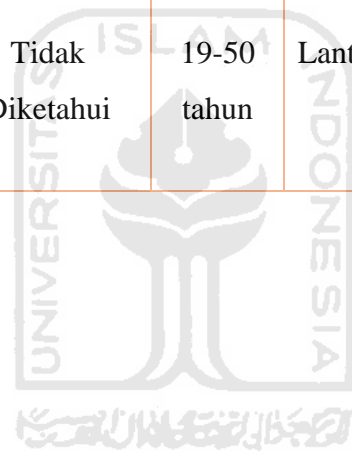 Tidak 19-50 Lant
Diketahui tahun
ISLAM
UNIVERSITAS
INDONESIA